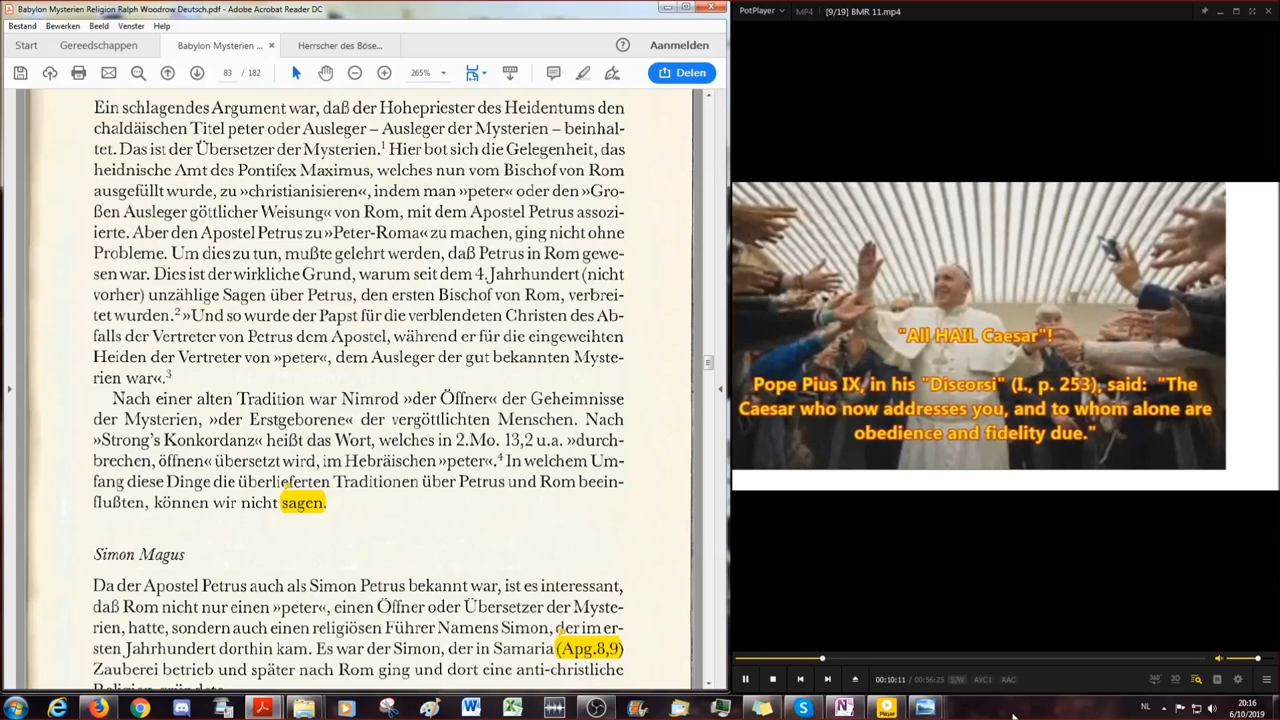 Babylon Mysterien Religion Ralph Woodrow Deutsch.pdf - Adobe Acrobat Reader DC
Bestand Bewerken Beeld Venster Help
Start Gereedschappen Babylon Mysterien ... × Herrscher des Böse... Aanmelden
83 / 182 265% Delen
Ein schlagendes Argument war, daß der Hohepriester des Heidentums den
chaldäischen Titel peter oder Ausleger – Ausleger der Mysterien – beinhal-
tet. Das ist der Übersetzer der Mysterien.¹ Hier bot sich die Gelegenheit, das
heidnische Amt des Pontifex Maximus, welches nun vom Bischof von Rom
ausgefüllt wurde, zu »christianisieren«, indem man »peter« oder den »Gro-
ßen Ausleger göttlicher Weisung« von Rom, mit dem Apostel Petrus assozi-
ierte. Aber den Apostel Petrus zu »Peter-Roma« zu machen, ging nicht ohne
Probleme. Um dies zu tun, mußte gelehrt werden, daß Petrus in Rom gewe-
sen war. Dies ist der wirkliche Grund, warum seit dem 4. Jahrhundert (nicht
vorher) unzählige Sagen über Petrus, den ersten Bischof von Rom, verbrei-
tet wurden.² »Und so wurde der Papst für die verblendeten Christen des Ab-
falls der Vertreter von Petrus dem Apostel, während er für die eingeweihten
Heiden der Vertreter von »peter«, dem Ausleger der gut bekannten Myste-
rien war«.³
Nach einer alten Tradition war Nimrod »der Öffner« der Geheimnisse
der Mysterien, »der Erstgeborene« der vergöttlichten Menschen. Nach
»Strong's Konkordanz« heißt das Wort, welches in 2.Mo. 13,2 u.a. »durch-
brechen, öffnen« übersetzt wird, im Hebräischen »peter«.⁴ In welchem Um-
fang diese Dinge die überlieferten Traditionen über Petrus und Rom beein-
flußten, können wir nicht sagen.
Simon Magus
Da der Apostel Petrus auch als Simon Petrus bekannt war, ist es interessant,
daß Rom nicht nur einen »peter«, einen Öffner oder Übersetzer der Myste-
rien, hatte, sondern auch einen religiösen Führer Namens Simon, der im er-
sten Jahrhundert dorthin kam. Es war der Simon, der in Samaria (Apg.8,9)
Zauberei betrieb und später nach Rom ging und dort eine anti-christliche
Religion gründete.
PotPlayer MP4 [9/19] BMR 11.mp4
"All HAIL Caesar"!
Pope Pius IX, in his "Discorsi" (I., p. 253), said: "The
Caesar who now addresses you, and to whom alone are
obedience and fidelity due."
00:10:11 / 00:56:25 S/W AVC1 AAC
360° 3D
NL 20:16
6/10/2019